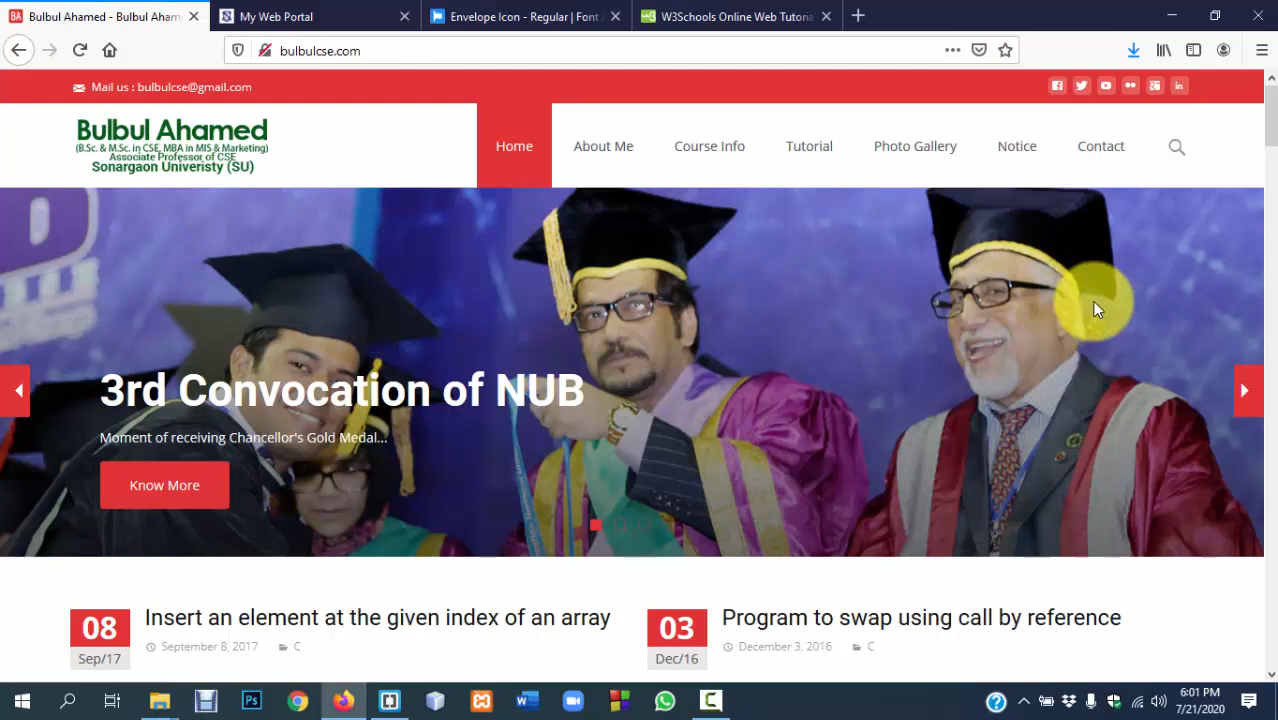 Bulbul Ahamed - Bulbul Aham
My Web Portal
Envelope Icon - Regular | Font
W3Schools Online Web Tutoria
bulbulcse.com
Mail us : bulbulcse@gmail.com
Bulbul Ahamed
(B.Sc. & M.Sc. in CSE, MBA in MIS & Marketing)
Associate Professor of CSE
Sonargaon Univeristy (SU)
Home
About Me
Course Info
Tutorial
Photo Gallery
Notice
Contact
3rd Convocation of NUB
Moment of receiving Chancellor's Gold Medal...
Know More
08
Sep/17
Insert an element at the given index of an array
September 8, 2017
C
03
Dec/16
Program to swap using call by reference
December 3, 2016
C
6:01 PM
7/21/2020